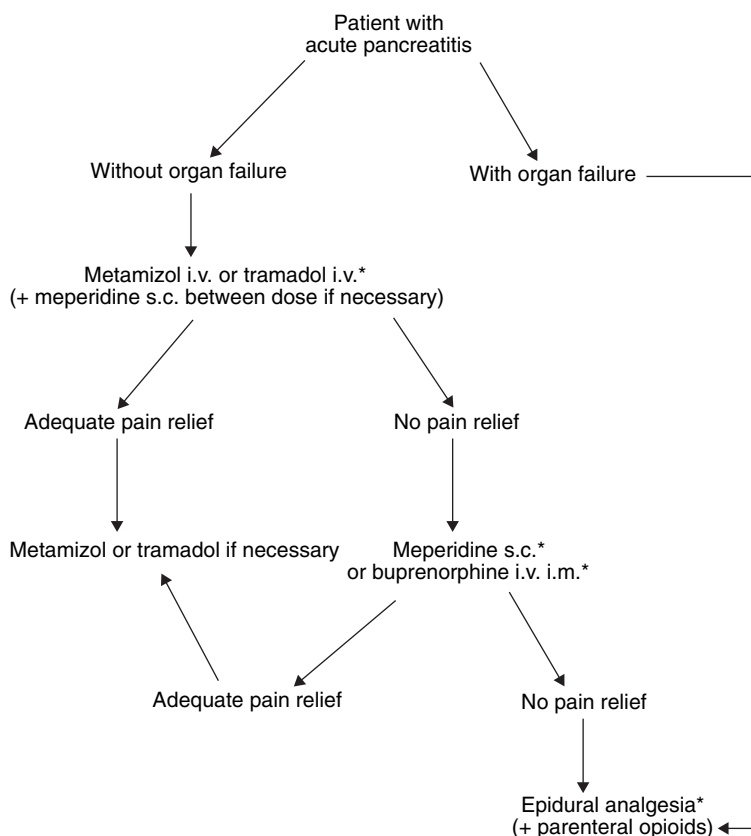 Patient with
acute pancreatitis
Without organ failure
With organ failure
Metamizol i.v. or tramadol i.v.*
(+ meperidine s.c. between dose if necessary)
Adequate pain relief
No pain relief
Metamizol or tramadol if necessary
Meperidine s.c.*
or buprenorphine i.v. i.m.*
Adequate pain relief
No pain relief
Epidural analgesia*
(+ parenteral opioids)